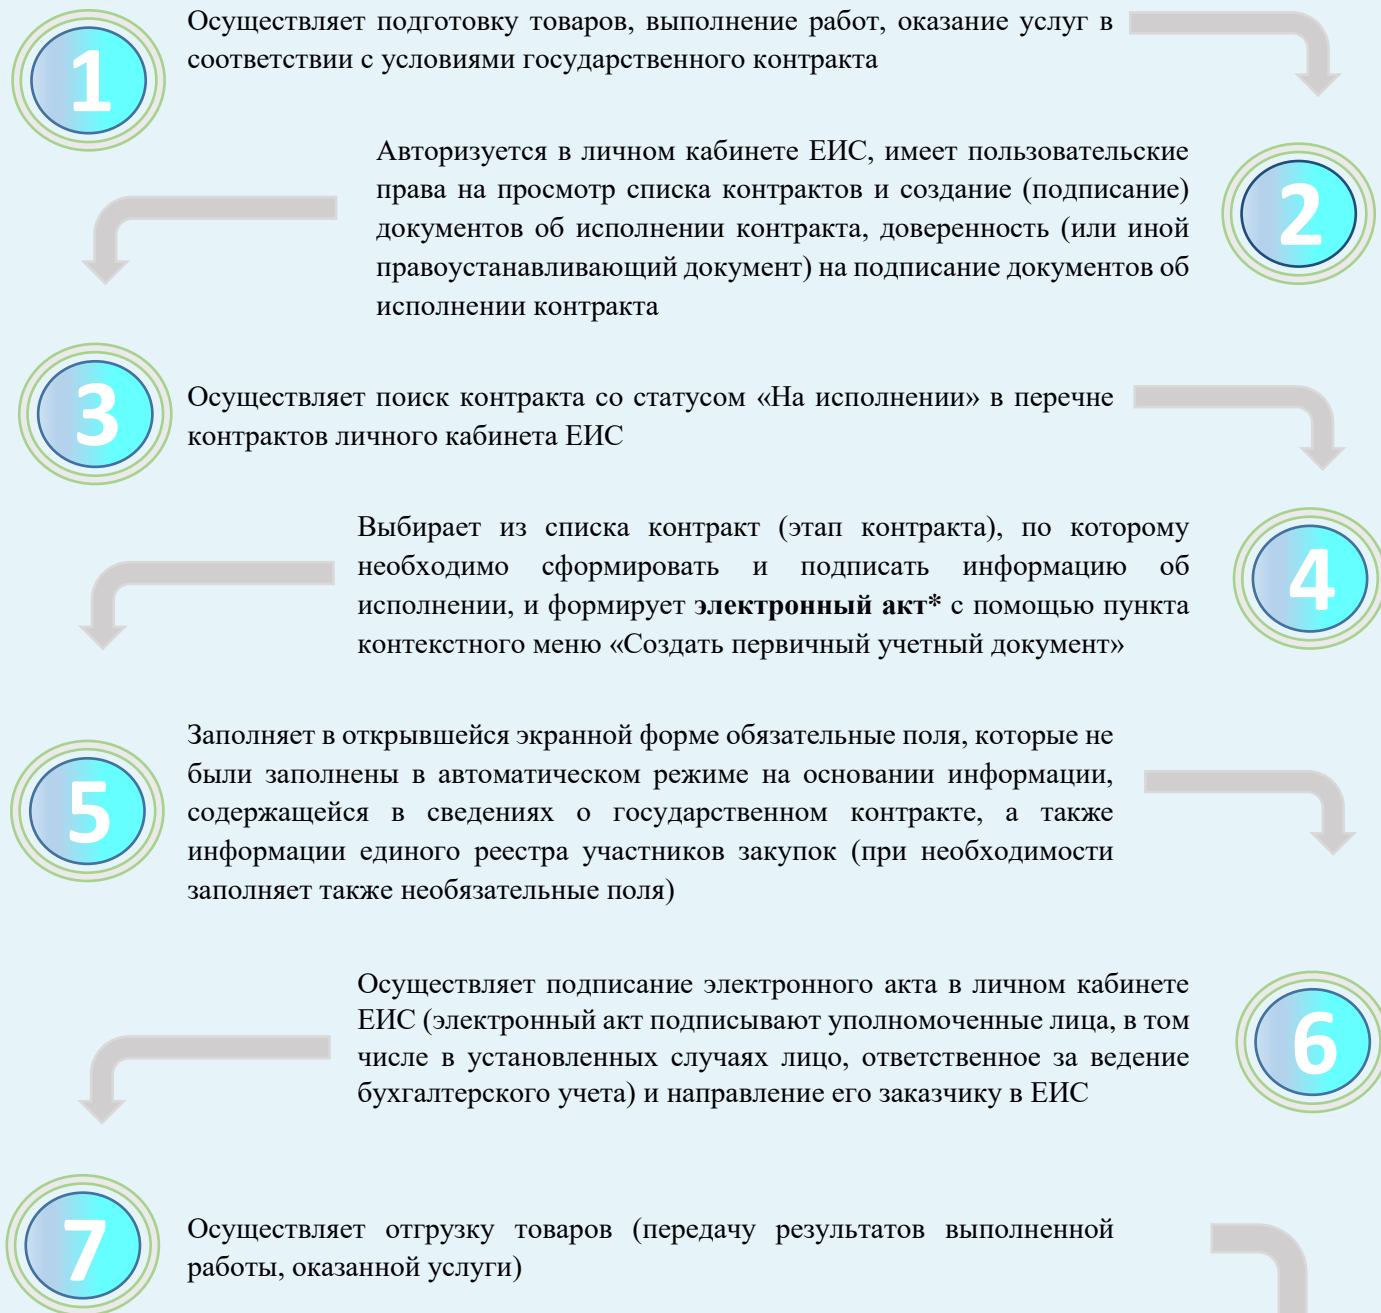 1
Осуществляет подготовку товаров, выполнение работ, оказание услуг в
соответствии с условиями государственного контракта
2
Авторизуется в личном кабинете ЕИС, имеет пользовательские
права на просмотр списка контрактов и создание (подписание)
документов об исполнении контракта, доверенность (или иной
правоустанавливающий документ) на подписание документов об
исполнении контракта
3
Осуществляет поиск контракта со статусом «На исполнении» в перечне
контрактов личного кабинета ЕИС
4
Выбирает из списка контракт (этап контракта), по которому
необходимо сформировать и подписать информацию об
исполнении, и формирует электронный акт* с помощью пункта
контекстного меню «Создать первичный учетный документ»
5
Заполняет в открывшейся экранной форме обязательные поля, которые не
были заполнены в автоматическом режиме на основании информации,
содержащейся в сведениях о государственном контракте, а также
информации единого реестра участников закупок (при необходимости
заполняет также необязательные поля)
6
Осуществляет подписание электронного акта в личном кабинете
ЕИС (электронный акт подписывают уполномоченные лица, в том
числе в установленных случаях лицо, ответственное за ведение
бухгалтерского учета) и направление его заказчику в ЕИС
7
Осуществляет отгрузку товаров (передачу результатов выполненной
работы, оказанной услуги)